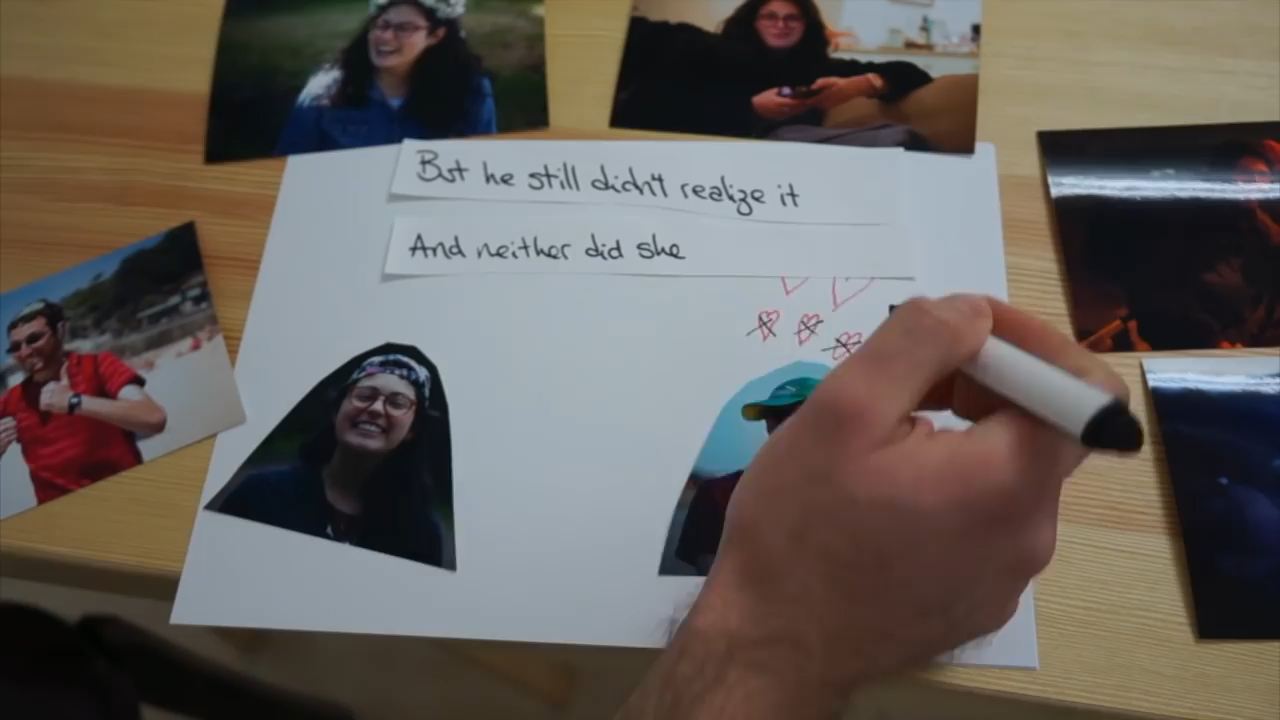 But he still didn't realize it
And neither did she